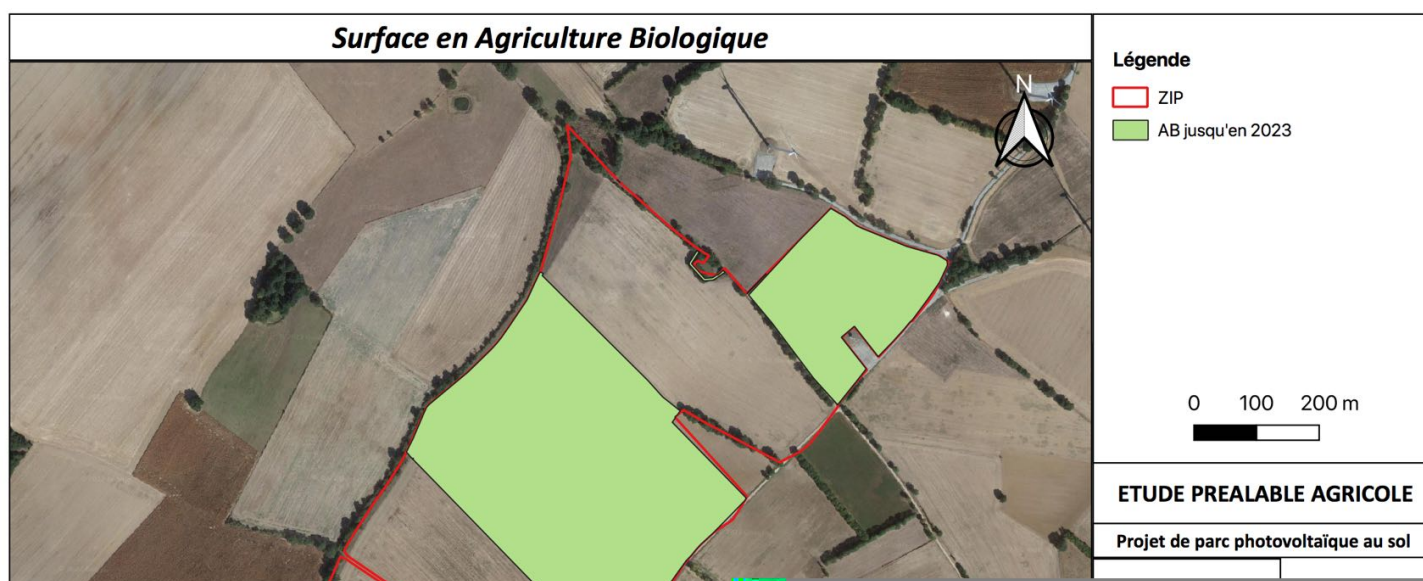 Surface en Agriculture Biologique
N
Légende
ZIP
AB jusqu'en 2023
0 100 200 m
ETUDE PREALABLE AGRICOLE
Projet de parc photovoltaïque au sol